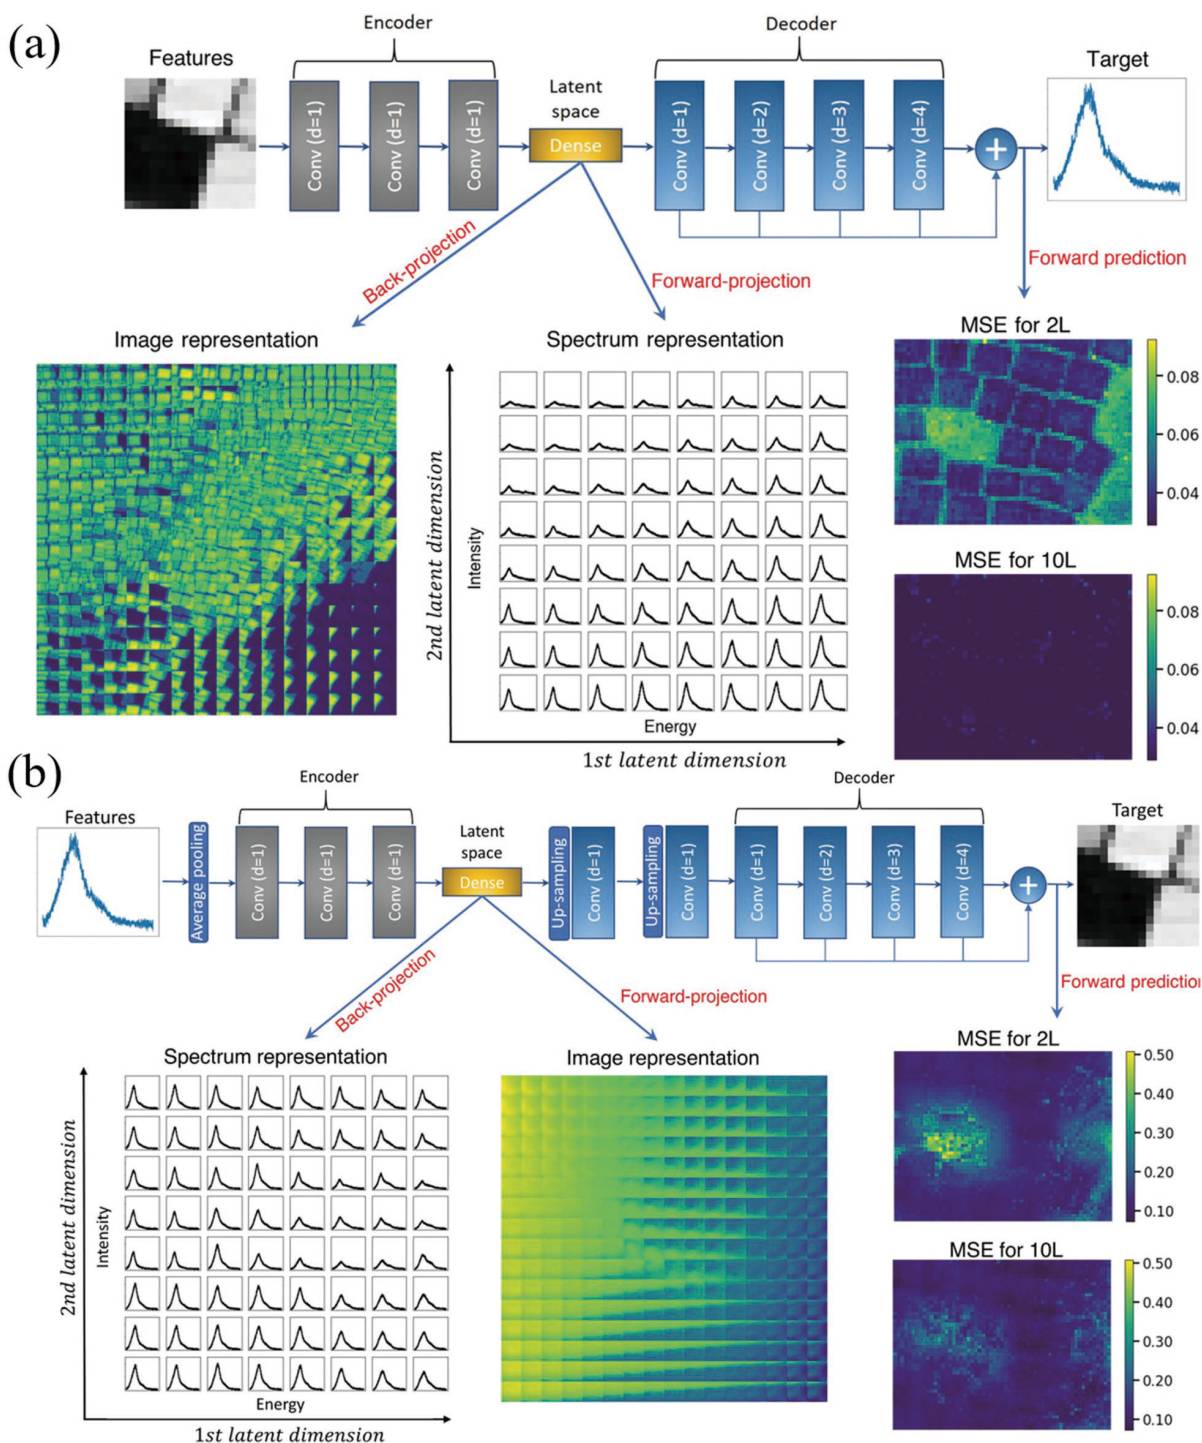 (a)
Encoder
Decoder
Features
Target
Latent
space
Conv (d=1)
Conv (d=1)
Conv (d=1)
Dense
Conv (d=1)
Conv (d=2)
Conv (d=3)
Conv (d=4)
+
Back-projection
Forward-projection
Forward prediction
Image representation
Spectrum representation
MSE for 2L
0.08
0.06
0.04
2nd latent dimension
Intensity
MSE for 10L
0.08
0.06
0.04
Energy
1st latent dimension
(b)
Encoder
Decoder
Features
Target
Latent
space
Average pooling
Conv (d=1)
Conv (d=1)
Conv (d=1)
Dense
Up-sampling
Conv (d=1)
Up-sampling
Conv (d=1)
Conv (d=1)
Conv (d=2)
Conv (d=3)
Conv (d=4)
+
Back-projection
Forward-projection
Forward prediction
Spectrum representation
Image representation
MSE for 2L
0.50
0.40
0.30
0.20
0.10
2nd latent dimension
Intensity
MSE for 10L
0.50
0.40
0.30
0.20
0.10
Energy
1st latent dimension